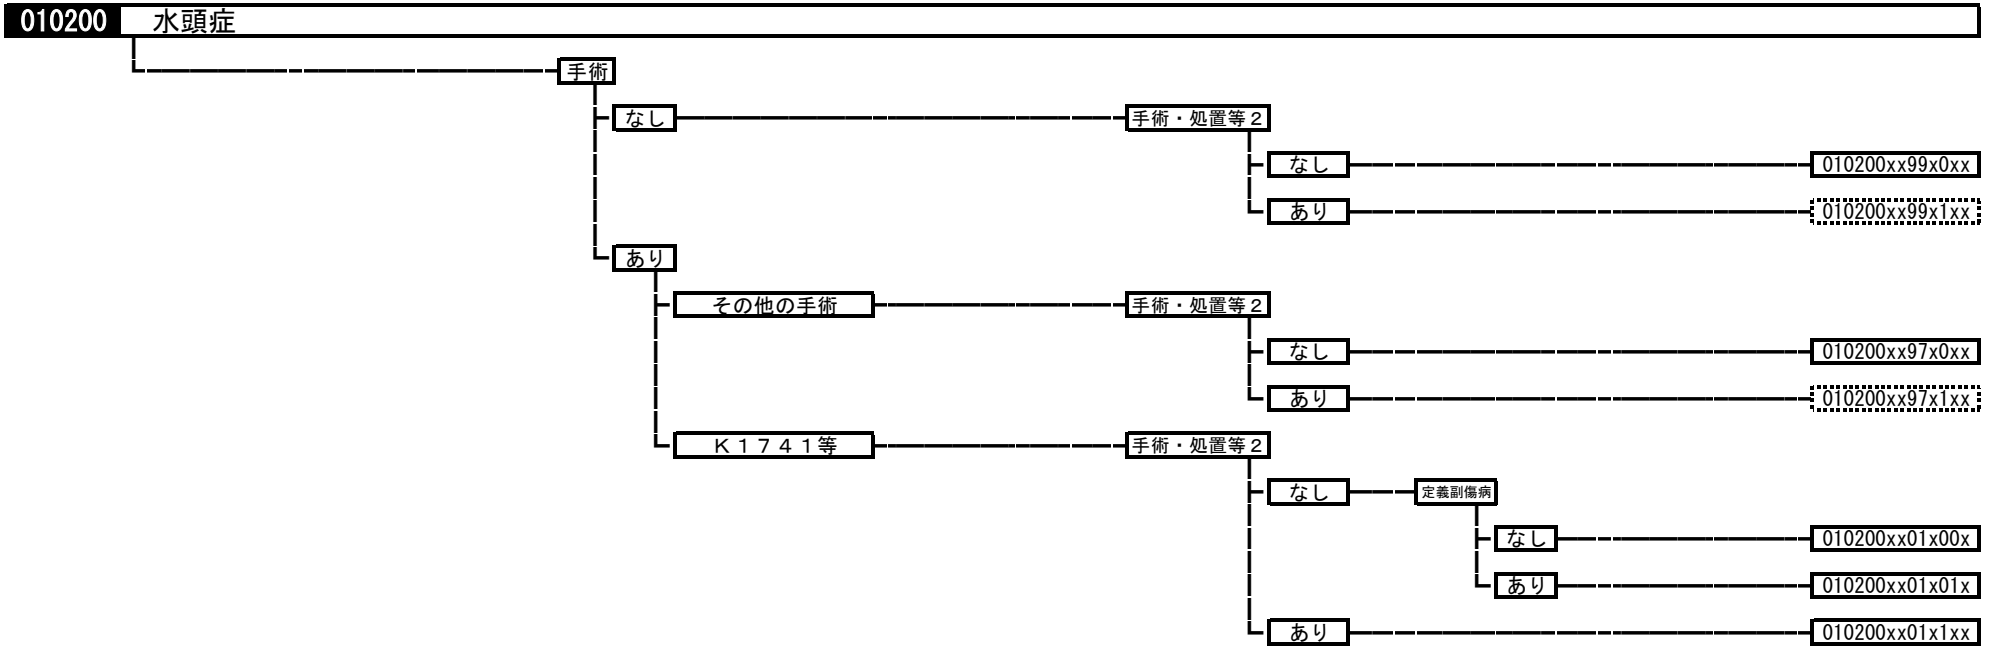 010200 水頭症
手術
なし 手術・処置等2
なし 010200xx99x0xx
あり 010200xx99x1xx
あり
その他の手術 手術・処置等2
なし 010200xx97x0xx
あり 010200xx97x1xx
K1741等 手術・処置等2
なし 定義副傷病
なし 010200xx01x00x
あり 010200xx01x01x
あり 010200xx01x1xx